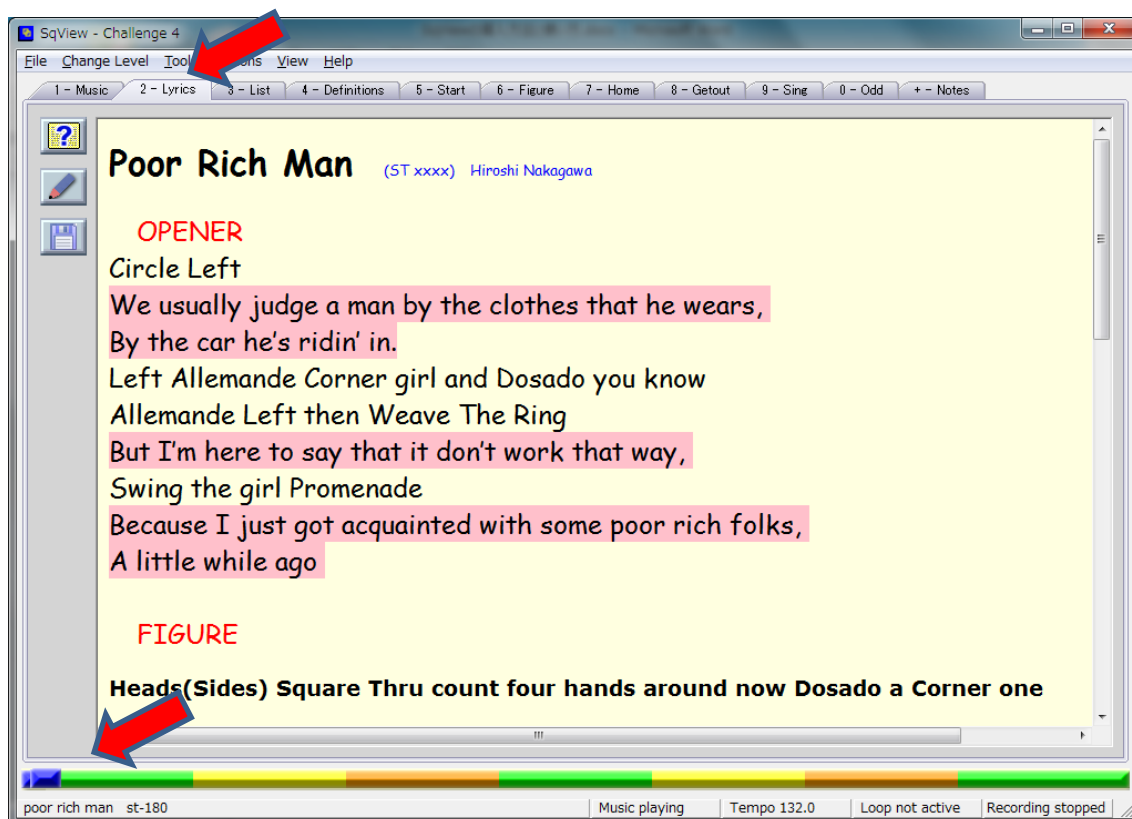 SqView - Challenge 4
File Change Level View Help
1 - Music 2 - Lyrics 3 - List 4 - Definitions 5 - Start 6 - Figure 7 - Home 8 - Getout 9 - Sing 0 - Odd + - Notes
Poor Rich Man (ST xxxx) Hiroshi Nakagawa
OPENER
Circle Left
We usually judge a man by the clothes that he wears,
By the car he's ridin' in.
Left Allemande Corner girl and Dosado you know
Allemande Left then Weave The Ring
But I'm here to say that it don't work that way,
Swing the girl Promenade
Because I just got acquainted with some poor rich folks,
A little while ago
FIGURE
Heads(Sides) Square Thru count four hands around now Dosado a Corner one
poor rich man st-180 Music playing Tempo 132.0 Loop not active Recording stopped